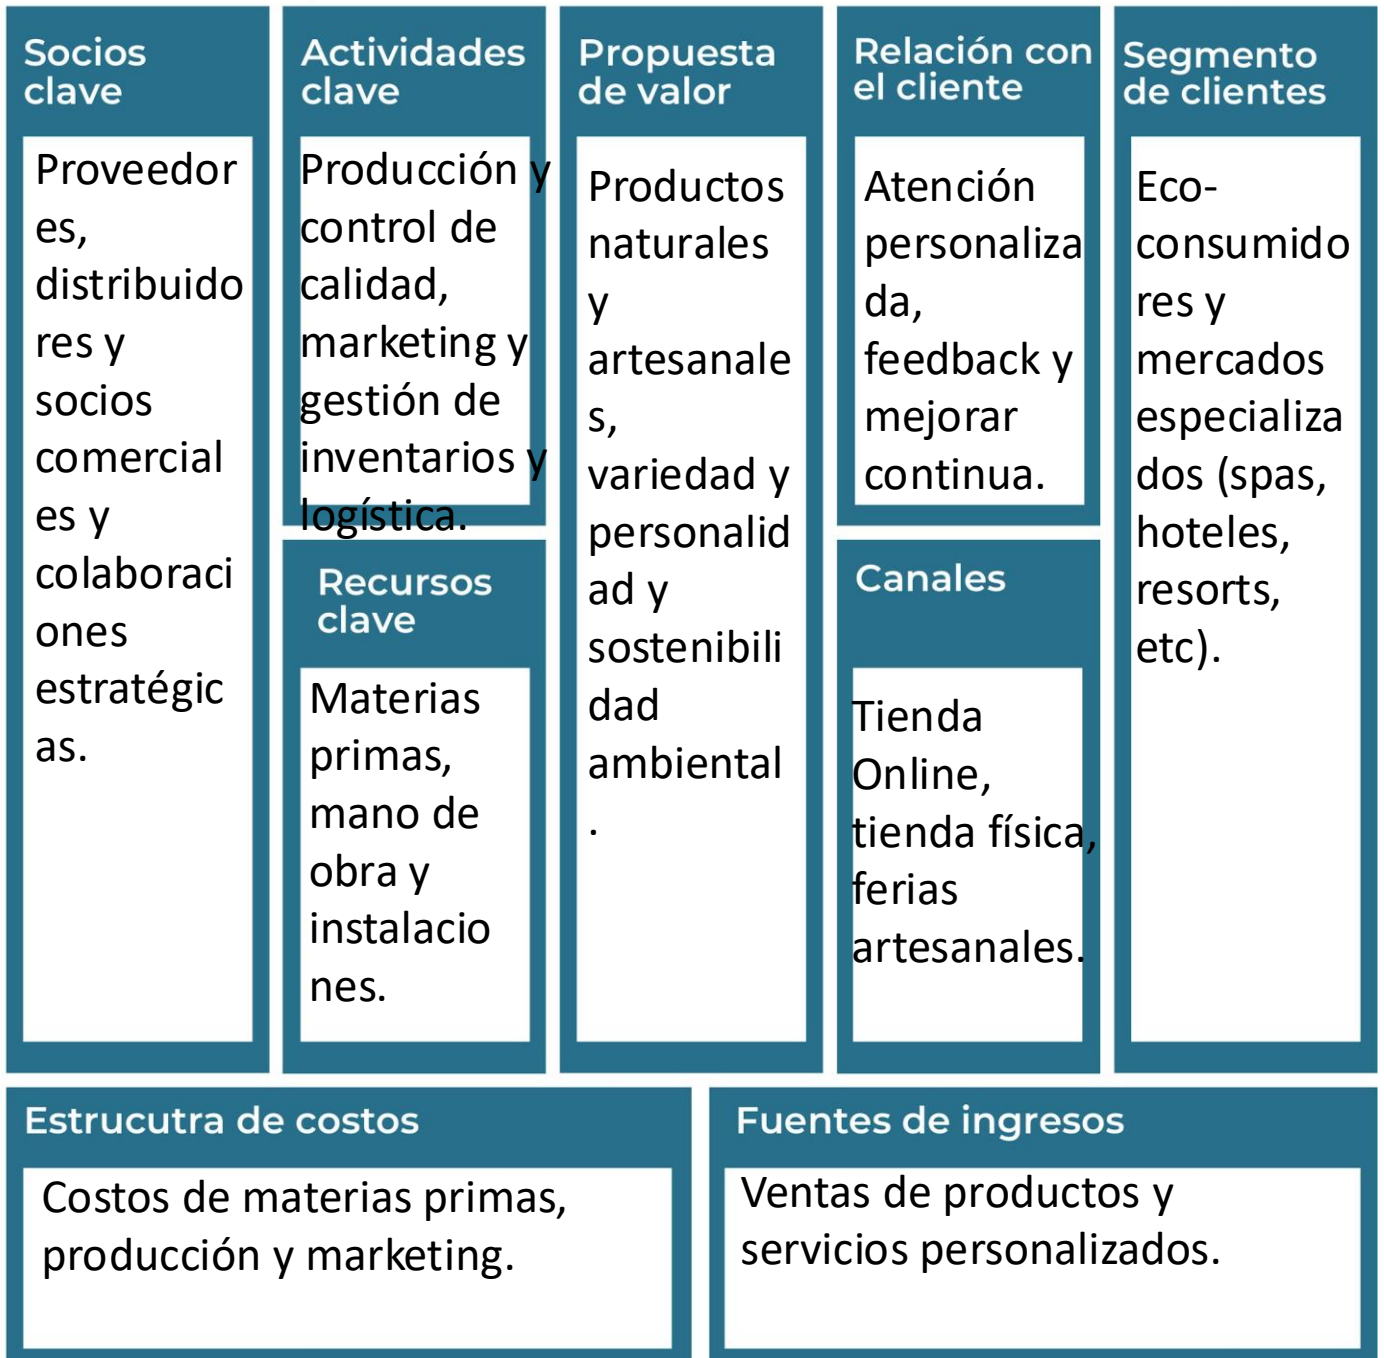 Socios
clave
Proveedor
es,
distribuido
res y
socios
comercial
es y
colaboraci
ones
estratégic
as.
Actividades
clave
Producción y
control de
calidad,
marketing y
gestión de
inventarios y
logística.
Recursos
clave
Materias
primas,
mano de
obra y
instalacio
nes.
Propuesta
de valor
Productos
naturales
y
artesanale
s,
variedad y
personalid
ad y
sostenibili
dad
ambiental
.
Relación con
el cliente
Atención
personaliza
da,
feedback y
mejorar
continua.
Canales
Tienda
Online,
tienda física,
ferias
artesanales.
Segmento
de clientes
Eco-
consumido
res y
mercados
especializa
dos (spas,
hoteles,
resorts,
etc).
Estrucutra de costos
Costos de materias primas,
producción y marketing.
Fuentes de ingresos
Ventas de productos y
servicios personalizados.